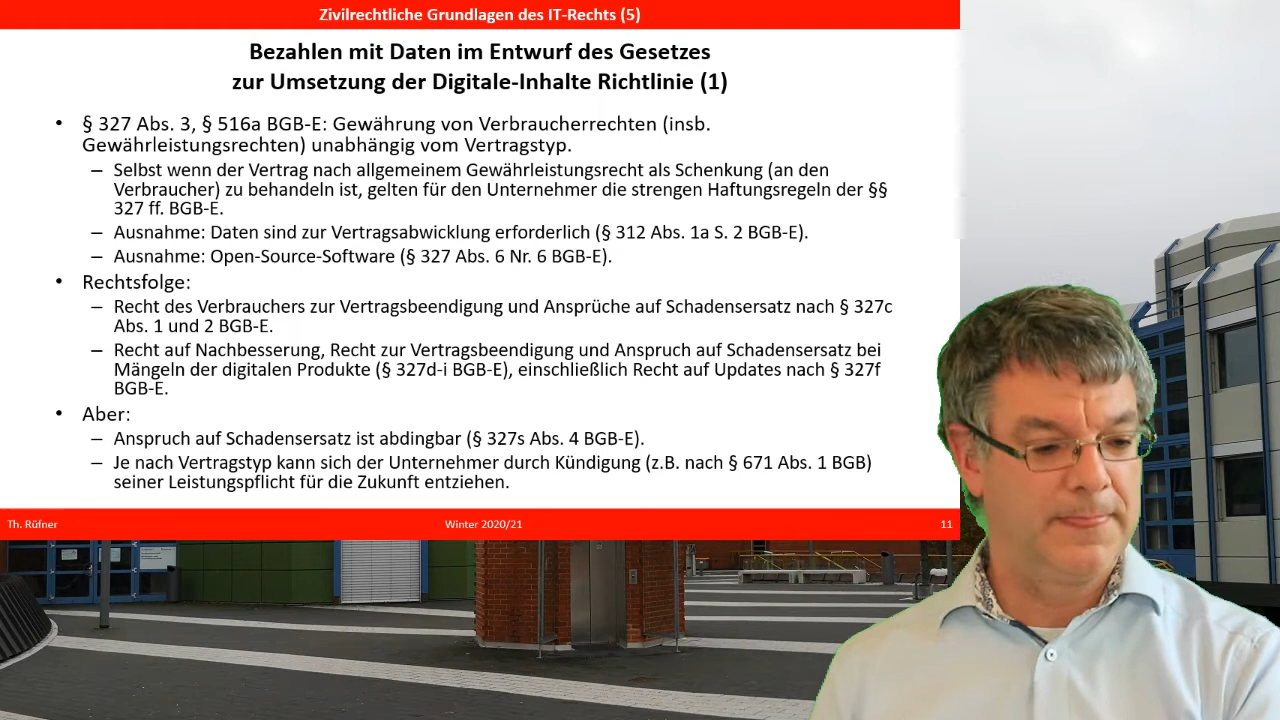 Zivilrechtliche Grundlagen des IT-Rechts (5)
Bezahlen mit Daten im Entwurf des Gesetzes
zur Umsetzung der Digitale-Inhalte Richtlinie (1)
• § 327 Abs. 3, § 516a BGB-E: Gewährung von Verbraucherrechten (insb.
Gewährleistungsrechten) unabhängig vom Vertragstyp.
– Selbst wenn der Vertrag nach allgemeinem Gewährleistungsrecht als Schenkung (an den
Verbraucher) zu behandeln ist, gelten für den Unternehmer die strengen Haftungsregeln der §§
327 ff. BGB-E.
– Ausnahme: Daten sind zur Vertragsabwicklung erforderlich (§ 312 Abs. 1a S. 2 BGB-E).
– Ausnahme: Open-Source-Software (§ 327 Abs. 6 Nr. 6 BGB-E).
• Rechtsfolge:
– Recht des Verbrauchers zur Vertragsbeendigung und Ansprüche auf Schadensersatz nach § 327c
Abs. 1 und 2 BGB-E.
– Recht auf Nachbesserung, Recht zur Vertragsbeendigung und Anspruch auf Schadensersatz bei
Mängeln der digitalen Produkte (§ 327d-i BGB-E), einschließlich Recht auf Updates nach § 327f
BGB-E.
• Aber:
– Anspruch auf Schadensersatz ist abdingbar (§ 327s Abs. 4 BGB-E).
– Je nach Vertragstyp kann sich der Unternehmer durch Kündigung (z.B. nach § 671 Abs. 1 BGB)
seiner Leistungspflicht für die Zukunft entziehen.
Th. Rüfner
Winter 2020/21
11